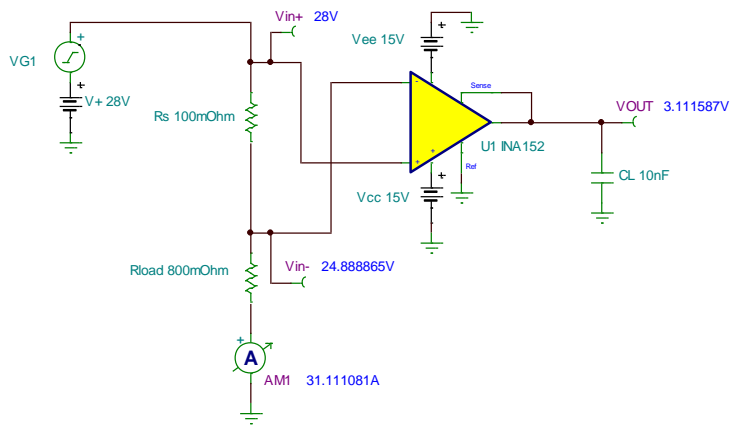 Vin+ 28V
Vee 15V
+
+
VG1
+
V+ 28V
+
Rs 100mOhm
-
Sense
VOUT 3.111587V
U1 INA152
+
+
Ref
+
Vcc 15V
CL 10nF
Rload 800mOhm
Vin- 24.888865V
+
A
AM1 31.111081A